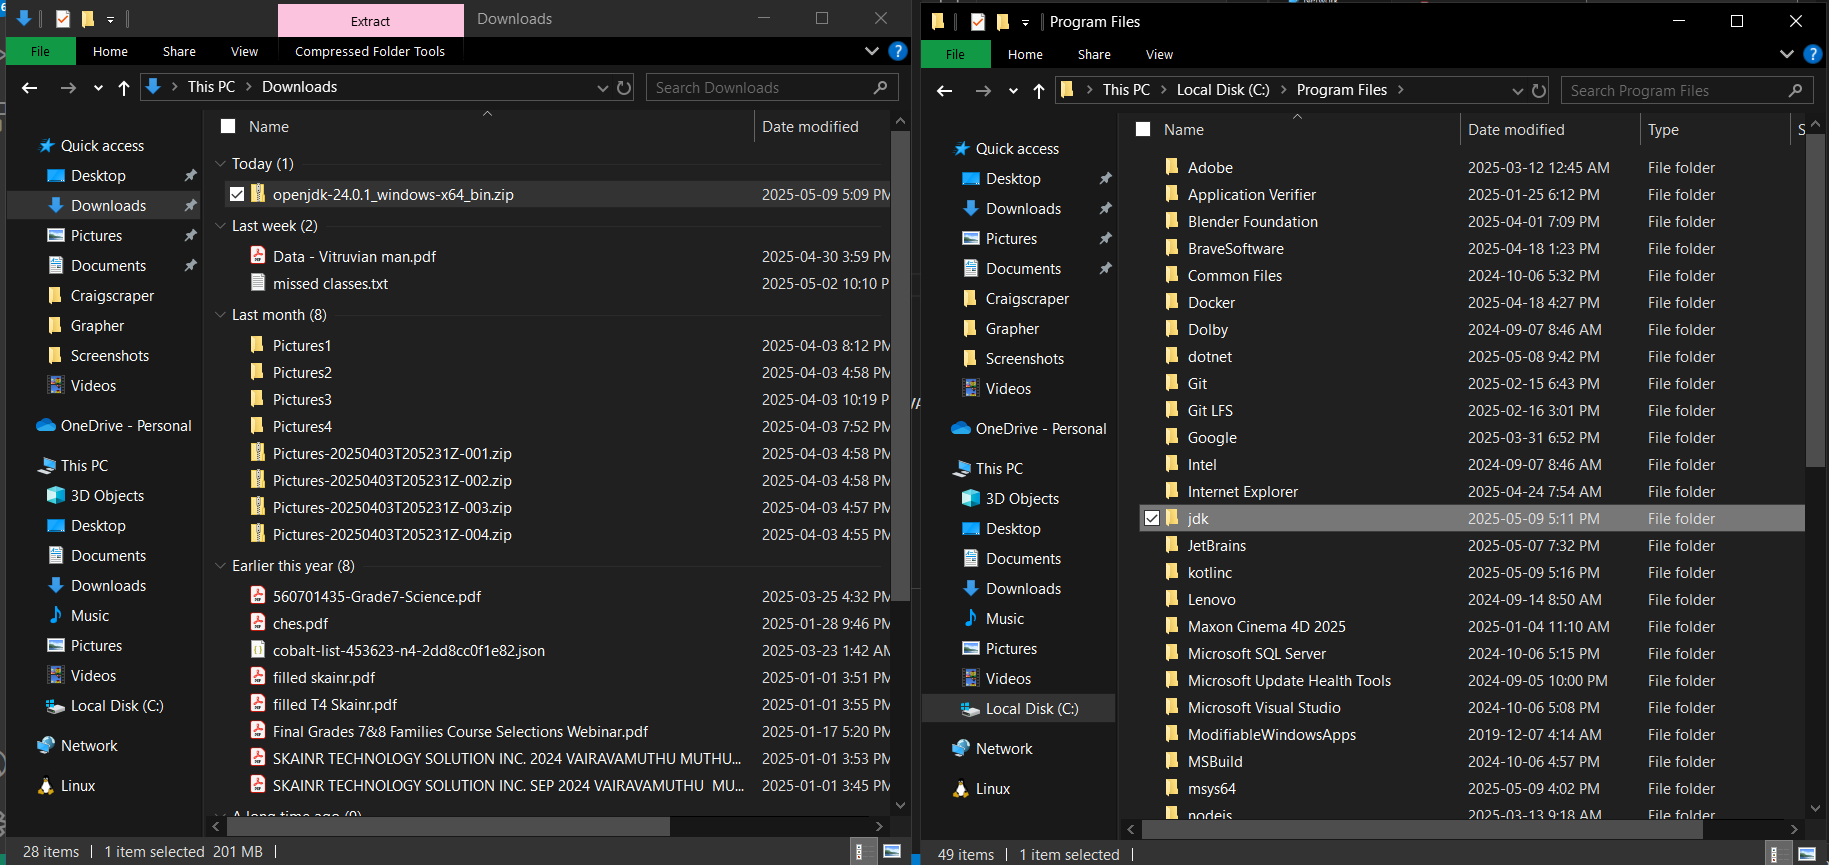 Extract
Downloads
File
Home
Share
View
Compressed Folder Tools
This PC
Downloads
Search Downloads
Quick access
Desktop
Downloads
Pictures
Documents
Craigscraper
Grapher
Screenshots
Videos
OneDrive - Personal
This PC
3D Objects
Desktop
Documents
Downloads
Music
Pictures
Videos
Local Disk (C:)
Network
Linux
Name Date modified
Today (1)
openjdk-24.0.1_windows-x64_bin.zip 2025-05-09 5:09 PM
Last week (2)
Data - Vitruvian man.pdf 2025-04-30 3:59 PM
missed classes.txt 2025-05-02 10:10 P
Last month (8)
Pictures1 2025-04-03 8:12 PM
Pictures2 2025-04-03 4:58 PM
Pictures3 2025-04-03 10:19 P
Pictures4 2025-04-03 7:52 PM
Pictures-20250403T205231Z-001.zip 2025-04-03 4:58 PM
Pictures-20250403T205231Z-002.zip 2025-04-03 4:58 PM
Pictures-20250403T205231Z-003.zip 2025-04-03 4:57 PM
Pictures-20250403T205231Z-004.zip 2025-04-03 4:55 PM
Earlier this year (8)
560701435-Grade7-Science.pdf 2025-03-25 4:32 PM
ches.pdf 2025-01-28 9:46 PM
cobalt-list-453623-n4-2dd8cc0f1e82.json 2025-03-23 1:42 AM
filled skainr.pdf 2025-01-01 3:51 PM
filled T4 Skainr.pdf 2025-01-01 3:55 PM
Final Grades 7&8 Families Course Selections Webinar.pdf 2025-01-17 5:20 PM
SKAINR TECHNOLOGY SOLUTION INC. 2024 VAIRAVAMUTHU MUTHU... 2025-01-01 3:53 PM
SKAINR TECHNOLOGY SOLUTION INC. SEP 2024 VAIRAVAMUTHU MU... 2025-01-01 3:45 PM
A long time ago (9)
28 items 1 item selected 201 MB
Program Files
File
Home
Share
View
This PC
Local Disk (C:)
Program Files
Search Program Files
Quick access
Desktop
Downloads
Pictures
Documents
Craigscraper
Grapher
Screenshots
Videos
OneDrive - Personal
This PC
3D Objects
Desktop
Documents
Downloads
Music
Pictures
Videos
Local Disk (C:)
Network
Linux
Name Date modified Type S
Adobe 2025-03-12 12:45 AM File folder
Application Verifier 2025-01-25 6:12 PM File folder
Blender Foundation 2025-04-01 7:09 PM File folder
BraveSoftware 2025-04-18 1:23 PM File folder
Common Files 2024-10-06 5:32 PM File folder
Docker 2025-04-18 4:27 PM File folder
Dolby 2024-09-07 8:46 AM File folder
dotnet 2025-05-08 9:42 PM File folder
Git 2025-02-15 6:43 PM File folder
Git LFS 2025-02-16 3:01 PM File folder
Google 2025-03-31 6:52 PM File folder
Intel 2024-09-07 8:46 AM File folder
Internet Explorer 2025-04-24 7:54 AM File folder
jdk 2025-05-09 5:11 PM File folder
JetBrains 2025-05-07 7:32 PM File folder
kotlinc 2025-05-09 5:16 PM File folder
Lenovo 2024-09-14 8:50 AM File folder
Maxon Cinema 4D 2025 2025-01-04 11:10 AM File folder
Microsoft SQL Server 2024-10-06 5:15 PM File folder
Microsoft Update Health Tools 2024-09-05 10:00 PM File folder
Microsoft Visual Studio 2024-10-06 5:08 PM File folder
ModifiableWindowsApps 2019-12-07 4:14 AM File folder
MSBuild 2024-10-06 4:57 PM File folder
msys64 2025-05-09 4:02 PM File folder
nodejs 2025-03-13 9:18 AM File folder
49 items 1 item selected